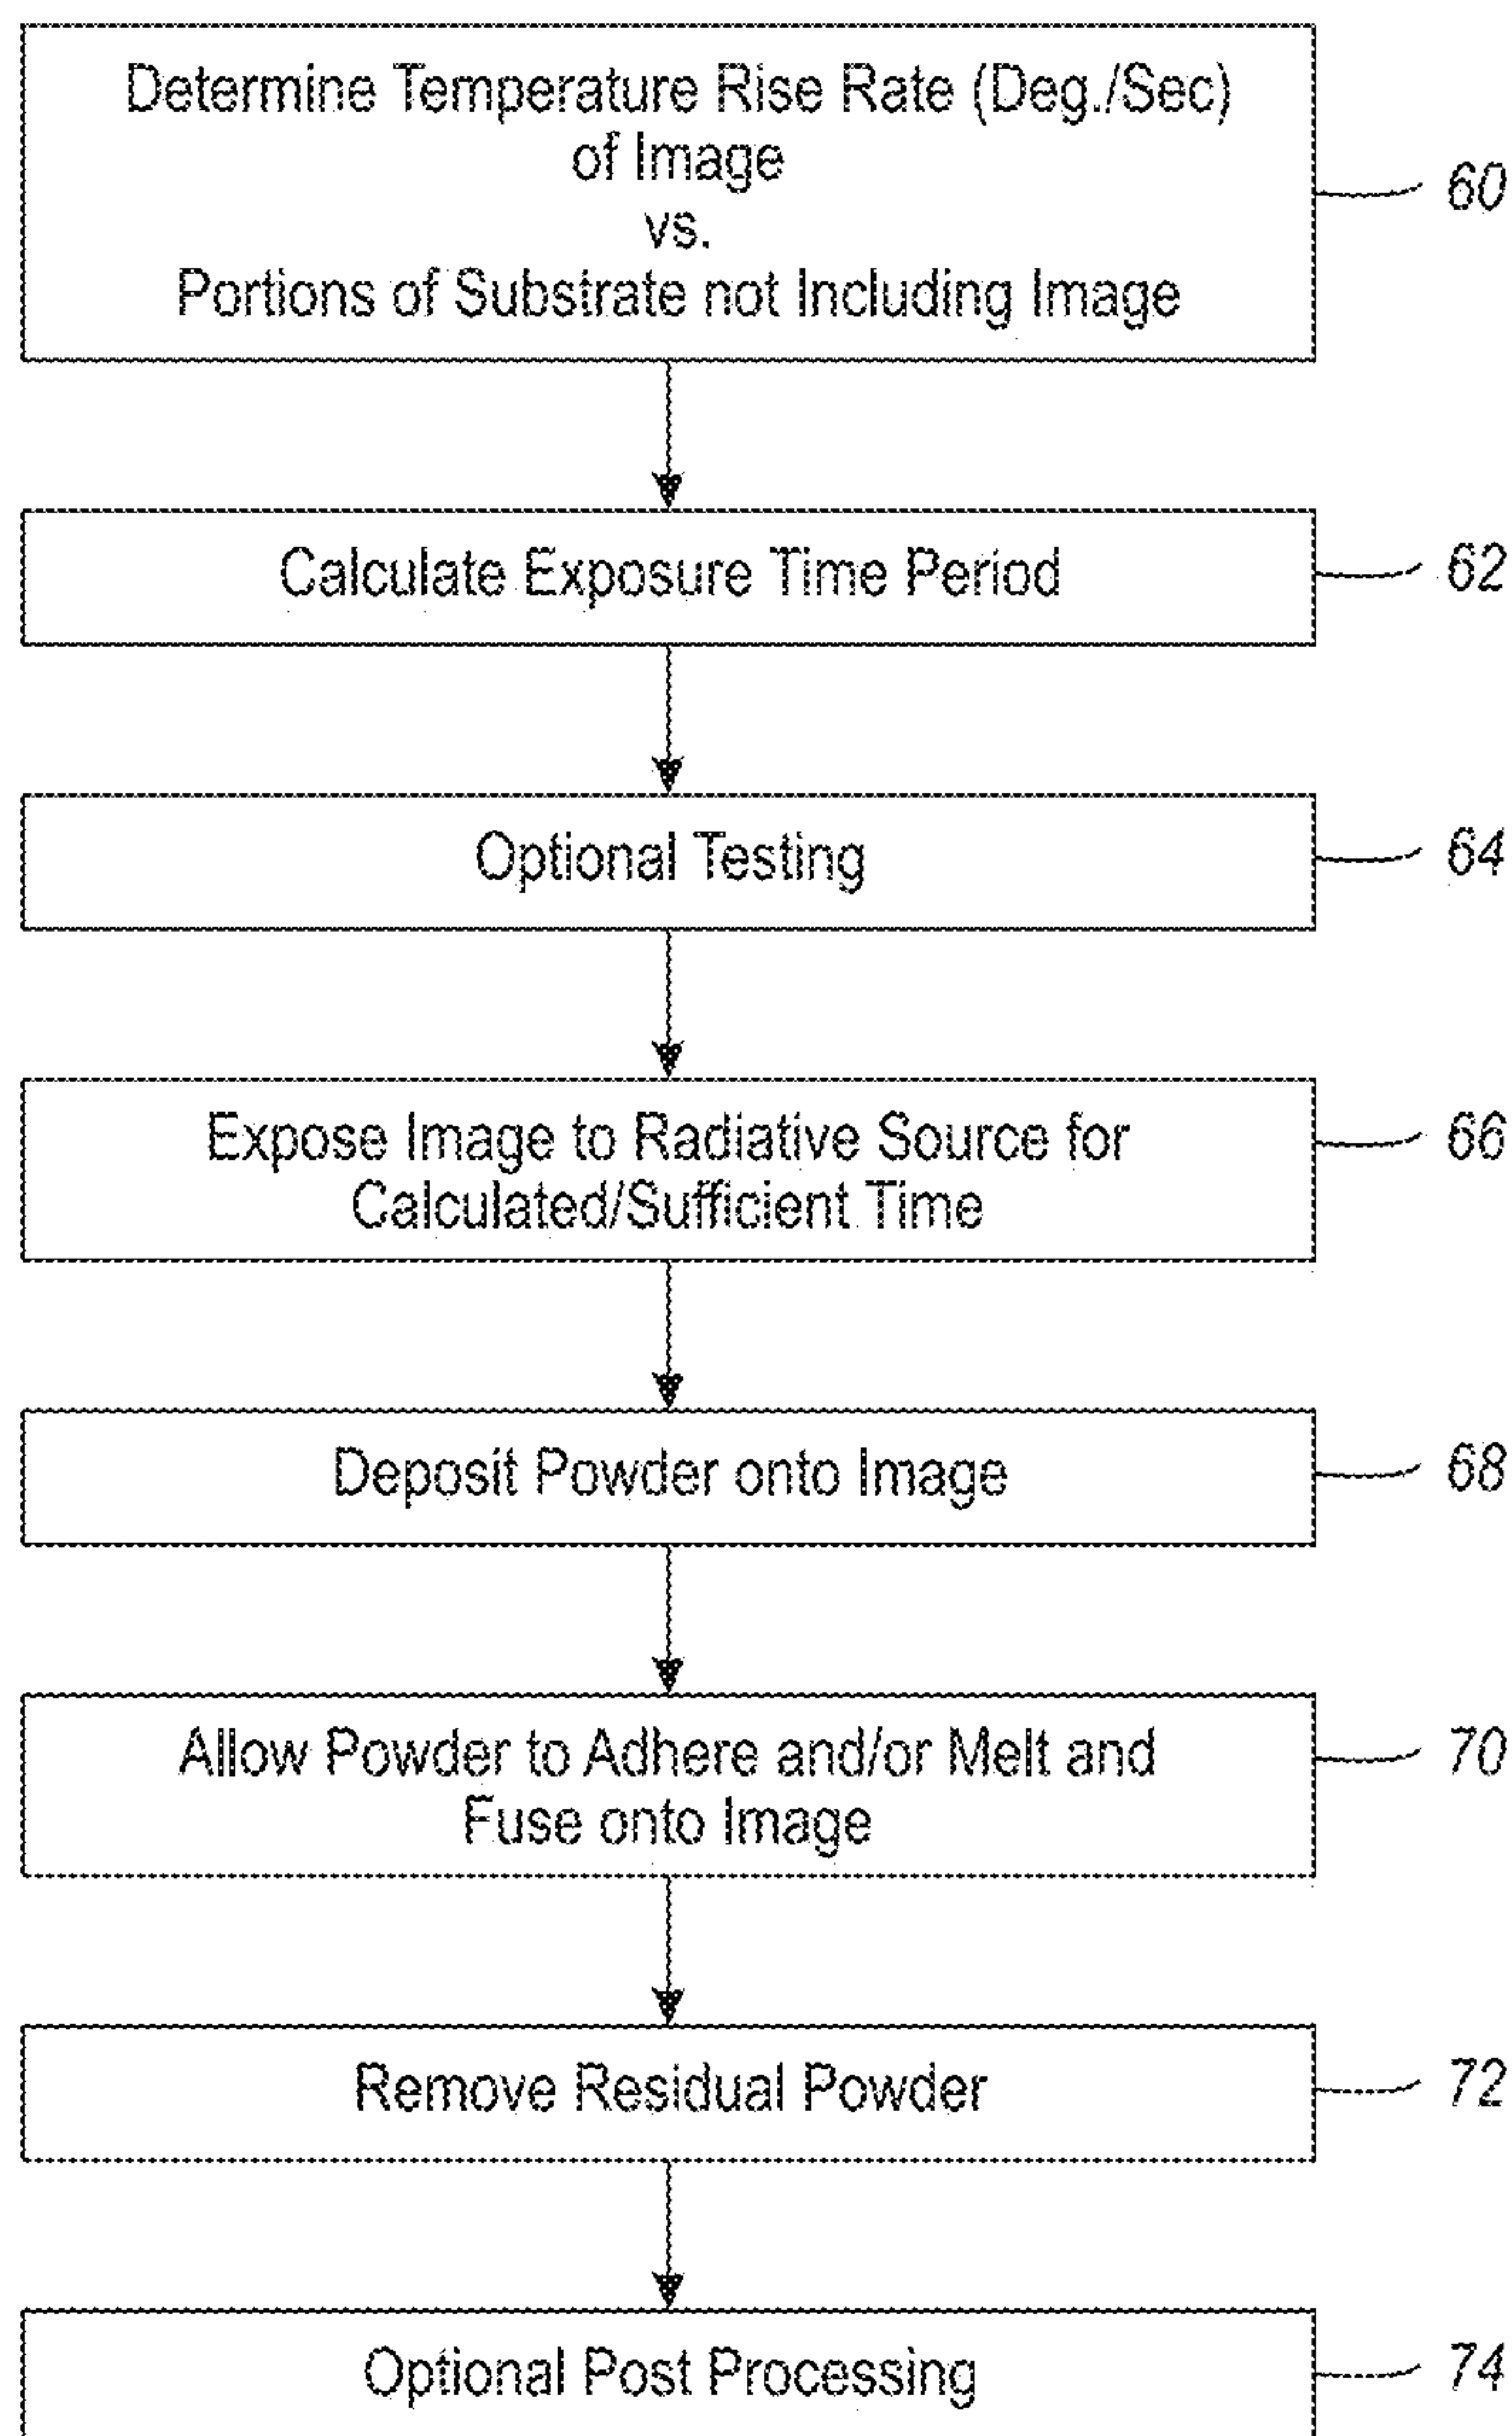 Determine Temperature Rise Rate (Deg./Sec)
of Image
vs.
Portions of Substrate not Including Image
60
Calculate Exposure Time Period
62
Optional Testing
64
Expose Image to Radiative Source for
Calculated/Sufficient Time
66
Deposit Powder onto Image
68
Allow Powder to Adhere and/or Melt and
Fuse onto Image
70
Remove Residual Powder
72
Optional Post Processing
74